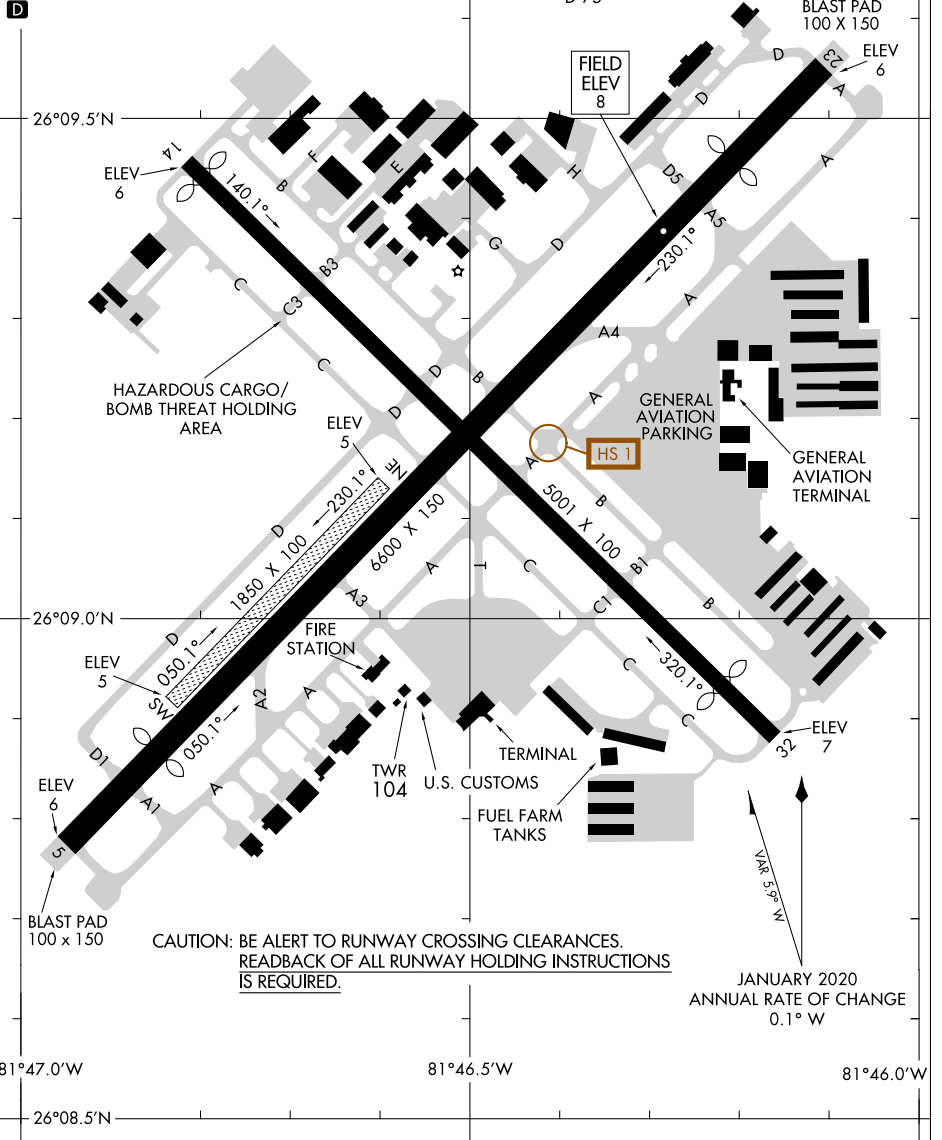 D
D 75
BLAST PAD
100 X 150
ELEV
6
23
A
D
FIELD
ELEV
8
D
A
26°09.5'N
14
ELEV
6
140.1°
B
F
E
H
D5
A5
G
D
230.1°
A
C
B3
C3
A4
C
D
B
HAZARDOUS CARGO/
BOMB THREAT HOLDING
AREA
D
A
GENERAL
AVIATION
PARKING
ELEV
5
HS 1
GENERAL
AVIATION
TERMINAL
NE
A
230.1°
B
5001 X 100
D
1850 X 100
6600 X 150
A
T
C
B1
A3
C1
B
26°09.0'N
D
FIRE
STATION
050.1°
ELEV
5
SW
A2
A
C
320.1°
050.1°
C
ELEV
7
32
D1
TERMINAL
TWR
104
U.S. CUSTOMS
ELEV
6
A1
A
FUEL FARM
TANKS
5
VAR 5.9° W
BLAST PAD
100 x 150
CAUTION: BE ALERT TO RUNWAY CROSSING CLEARANCES.
READBACK OF ALL RUNWAY HOLDING INSTRUCTIONS
IS REQUIRED.
JANUARY 2020
ANNUAL RATE OF CHANGE
0.1° W
81°47.0'W
81°46.5'W
81°46.0'W
26°08.5'N